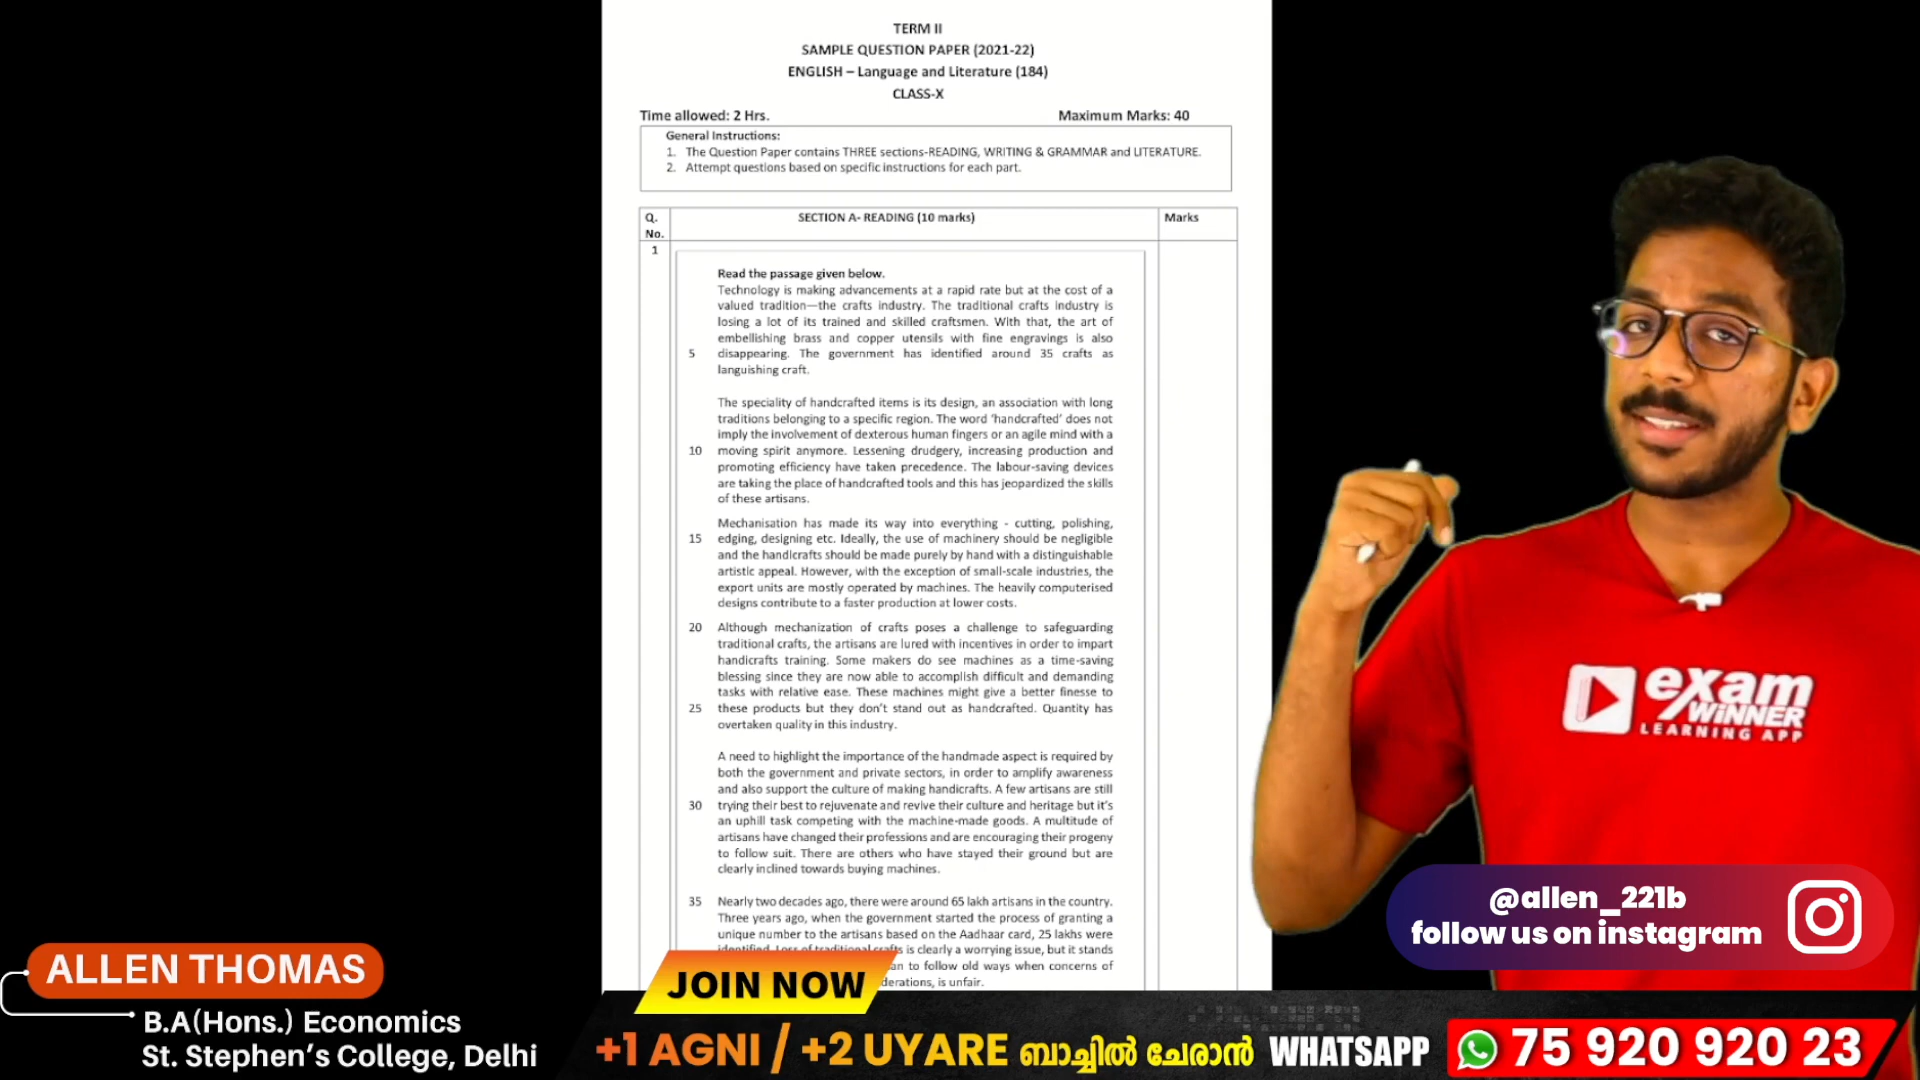 TERM II
SAMPLE QUESTION PAPER (2021-22)
ENGLISH – Language and Literature (184)
CLASS-X
Time allowed: 2 Hrs.
Maximum Marks: 40
General Instructions:
1. The Question Paper contains THREE sections-READING, WRITING & GRAMMAR and LITERATURE.
2. Attempt questions based on specific instructions for each part.
Q. No.
SECTION A- READING (10 marks)
Marks
1
Read the passage given below.
Technology is making advancements at a rapid rate but at the cost of a
valued tradition—the crafts industry. The traditional crafts industry is
losing a lot of its trained and skilled craftsmen. With that, the art of
embellishing brass and copper utensils with fine engravings is also
5 disappearing. The government has identified around 35 crafts as
languishing craft.
The speciality of handcrafted items is its design, an association with long
traditions belonging to a specific region. The word ‘handcrafted’ does not
imply the involvement of dexterous human fingers or an agile mind with a
10 moving spirit anymore. Lessening drudgery, increasing production and
promoting efficiency have taken precedence. The labour-saving devices
are taking the place of handcrafted tools and this has jeopardized the skills
of these artisans.
Mechanisation has made its way into everything - cutting, polishing,
15 edging, designing etc. Ideally, the use of machinery should be negligible
and the handicrafts should be made purely by hand with a distinguishable
artistic appeal. However, with the exception of small-scale industries, the
export units are mostly operated by machines. The heavily computerised
designs contribute to a faster production at lower costs.
20 Although mechanization of crafts poses a challenge to safeguarding
traditional crafts, the artisans are lured with incentives in order to impart
handicrafts training. Some makers do see machines as a time-saving
blessing since they are now able to accomplish difficult and demanding
tasks with relative ease. These machines might give a better finesse to
25 these products but they don’t stand out as handcrafted. Quantity has
overtaken quality in this industry.
A need to highlight the importance of the handmade aspect is required by
both the government and private sectors, in order to amplify awareness
and also support the culture of making handicrafts. A few artisans are still
30 trying their best to rejuvenate and revive their culture and heritage but it’s
an uphill task competing with the machine-made goods. A multitude of
artisans have changed their professions and are encouraging their progeny
to follow suit. There are others who have stayed their ground but are
clearly inclined towards buying machines.
35 Nearly two decades ago, there were around 65 lakh artisans in the country.
Three years ago, when the government started the process of granting a
unique number to the artisans based on the Aadhaar card, 25 lakhs were
identified. Loss of traditional crafts is clearly a worrying issue, but it stands
to follow old ways when concerns of
is unfair.
exam
WiNNER
LEARNING APP
@allen_221b
follow us on instagram
ALLEN THOMAS
B.A(Hons.) Economics
St. Stephen’s College, Delhi
JOIN NOW
+1 AGNI / +2 UYARE ബാച്ചിൽ ചേരാൻ WHATSAPP 75 920 920 23